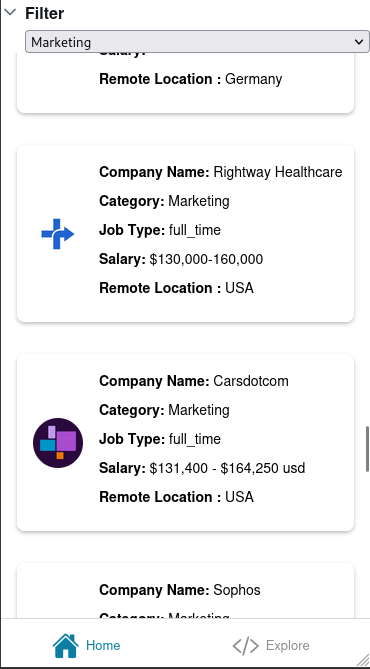 Filter
Marketing
Salary:
Remote Location : Germany
Company Name: Rightway Healthcare
Category: Marketing
Job Type: full_time
Salary: $130,000-160,000
Remote Location : USA
Company Name: Carsdotcom
Category: Marketing
Job Type: full_time
Salary: $131,400 - $164,250 usd
Remote Location : USA
Company Name: Sophos
Category: Marketing
Home
Explore